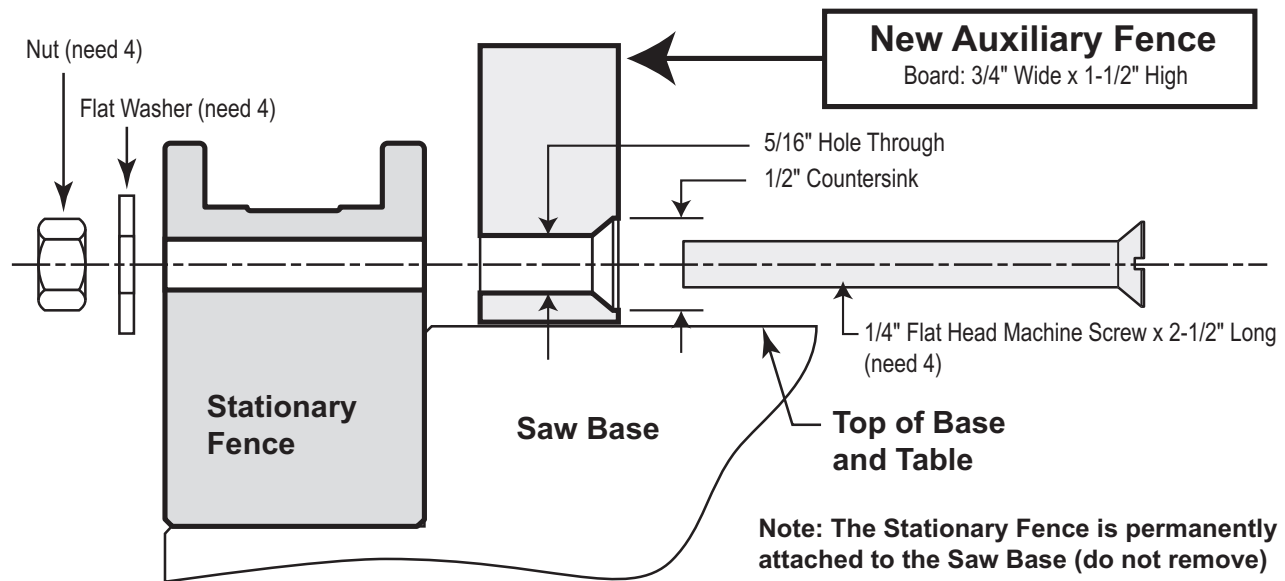 New Auxiliary Fence
Board: 3/4" Wide x 1-1/2" High
Nut (need 4)
Flat Washer (need 4)
5/16" Hole Through
1/2" Countersink
1/4" Flat Head Machine Screw x 2-1/2" Long
(need 4)
Stationary
Fence
Saw Base
Top of Base
and Table
Note: The Stationary Fence is permanently
attached to the Saw Base (do not remove)